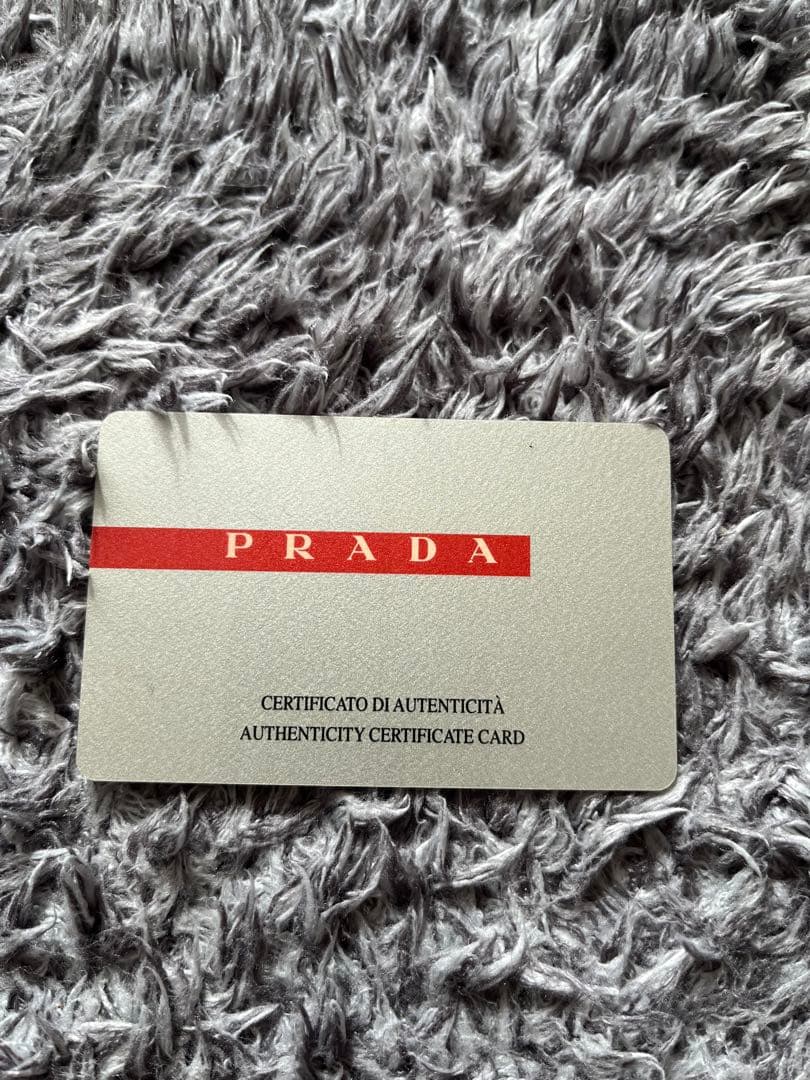 PRADA
CERTIFICATO DI AUTENTICITÀ
AUTHENTICITY CERTIFICATE CARD